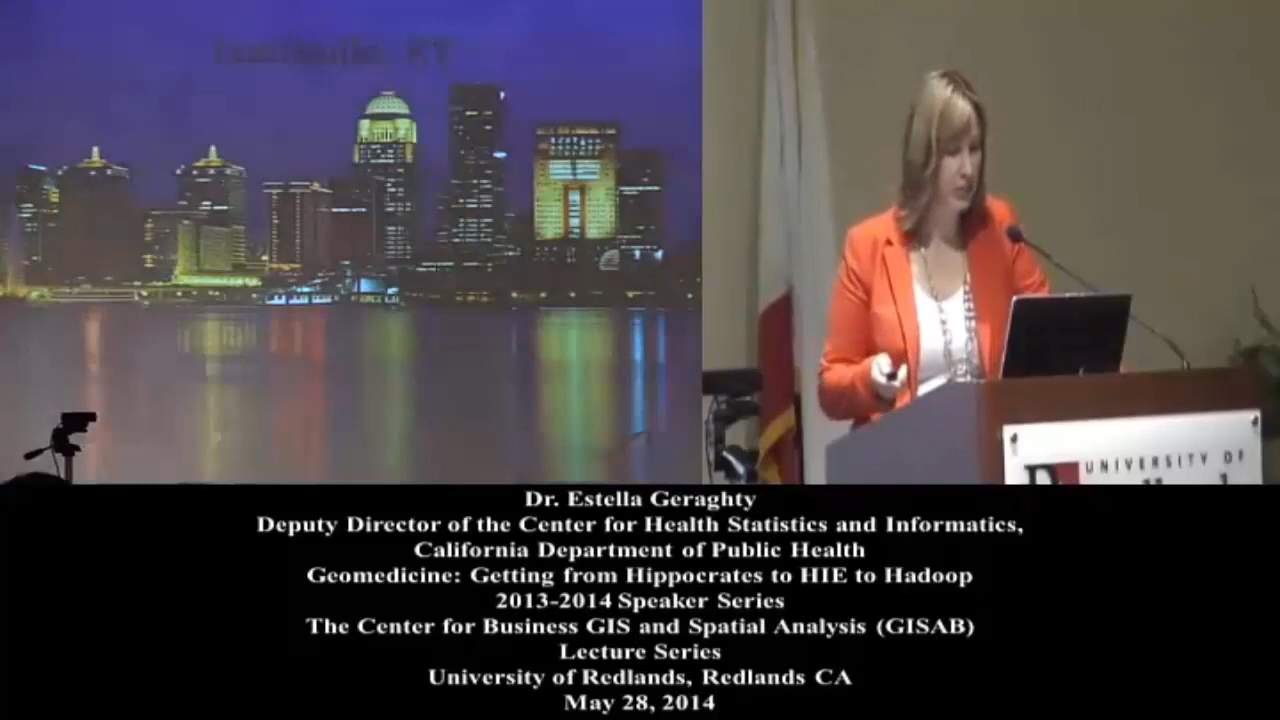 Louisville, KY
UNIVERSITY OF
Dr. Estella Geraghty
Deputy Director of the Center for Health Statistics and Informatics,
California Department of Public Health
Geomedicine: Getting from Hippocrates to HIE to Hadoop
2013-2014 Speaker Series
The Center for Business GIS and Spatial Analysis (GISAB)
Lecture Series
University of Redlands, Redlands CA
May 28, 2014